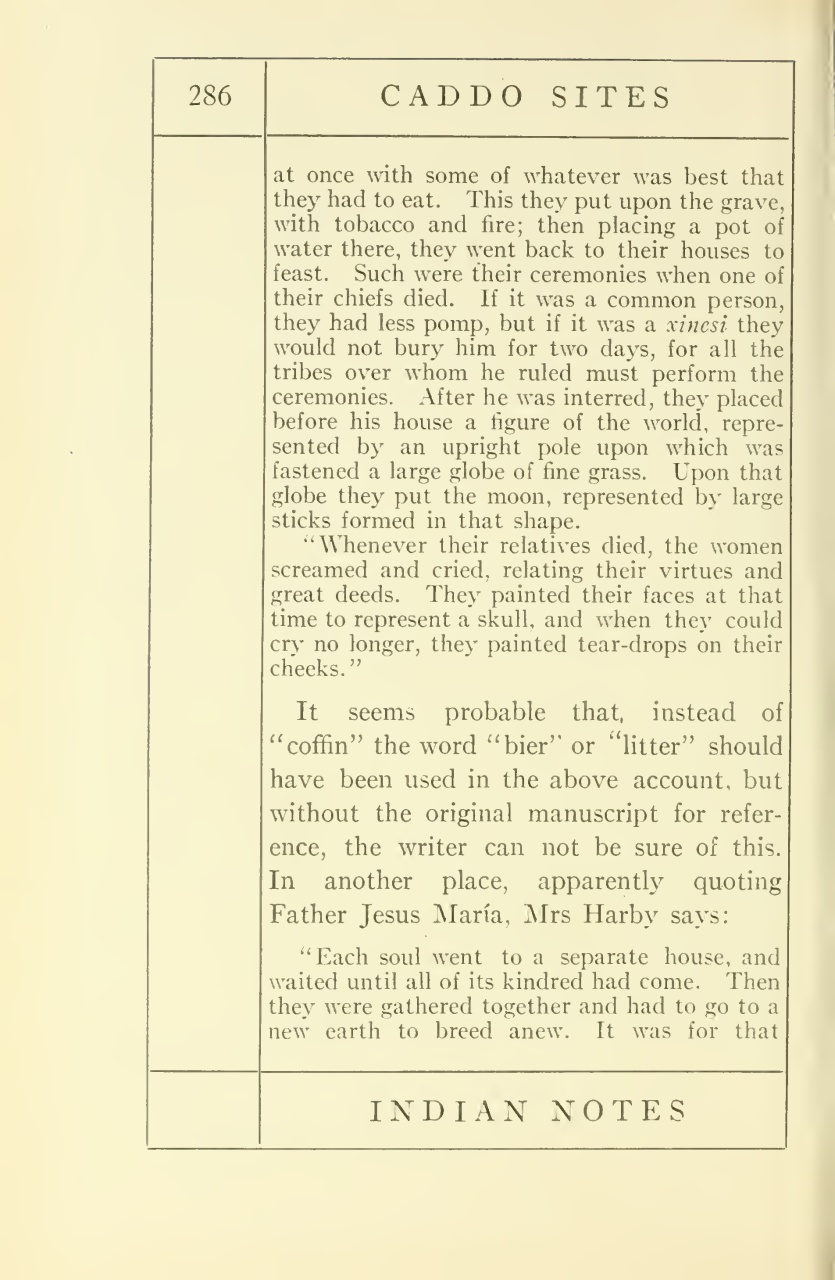 286
CADDO SITES
at once with some of whatever was best that
they had to eat. This they put upon the grave,
with tobacco and fire; then placing a pot of
water there, they went back to their houses to
feast. Such were their ceremonies when one of
their chiefs died. If it was a common person,
they had less pomp, but if it was a xinesi they
would not bury him for two days, for all the
tribes over whom he ruled must perform the
ceremonies. After he was interred, they placed
before his house a figure of the world, repre-
sented by an upright pole upon which was
fastened a large globe of fine grass. Upon that
globe they put the moon, represented by large
sticks formed in that shape.
“Whenever their relatives died, the women
screamed and cried, relating their virtues and
great deeds. They painted their faces at that
time to represent a skull, and when they could
cry no longer, they painted tear-drops on their
cheeks.”
It seems probable that, instead of
“coffin” the word “bier” or “litter” should
have been used in the above account, but
without the original manuscript for refer-
ence, the writer can not be sure of this.
In another place, apparently quoting
Father Jesus María, Mrs Harby says:
“Each soul went to a separate house, and
waited until all of its kindred had come. Then
they were gathered together and had to go to a
new earth to breed anew. It was for that
INDIAN NOTES